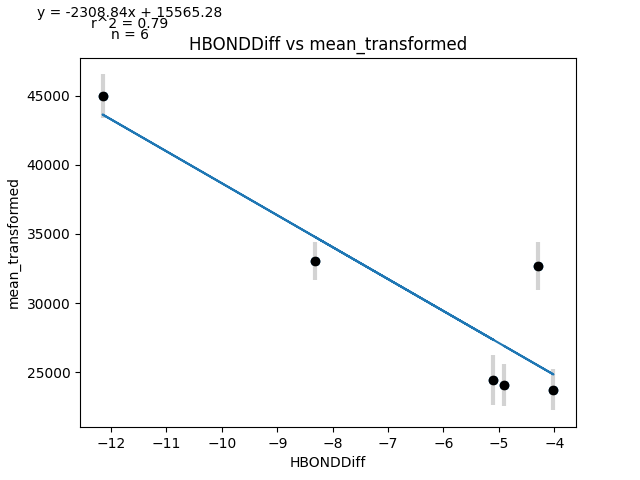 y = -2308.84x + 15565.28
r^2 = 0.79
n = 6
HBONDDiff vs mean_transformed
45000
40000
35000
30000
25000
mean_transformed
−12 −11 −10 −9 −8 −7 −6 −5 −4
HBONDDiff